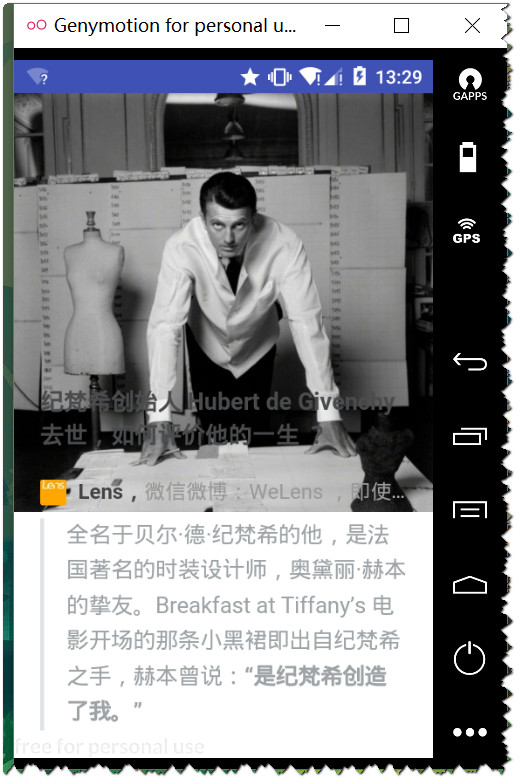 Genymotion for personal u...
?
13:29
GAPPS
GPS
纪梵希创始人 Hubert de Givenchy
去世，如何评价他的一生
Lens
Lens，微信微博：WeLens ，即使…
全名于贝尔·德·纪梵希的他，是法
国著名的时装设计师，奥黛丽·赫本
的挚友。Breakfast at Tiffany’s 电
影开场的那条小黑裙即出自纪梵希
之手，赫本曾说：“是纪梵希创造
了我。”
free for personal use